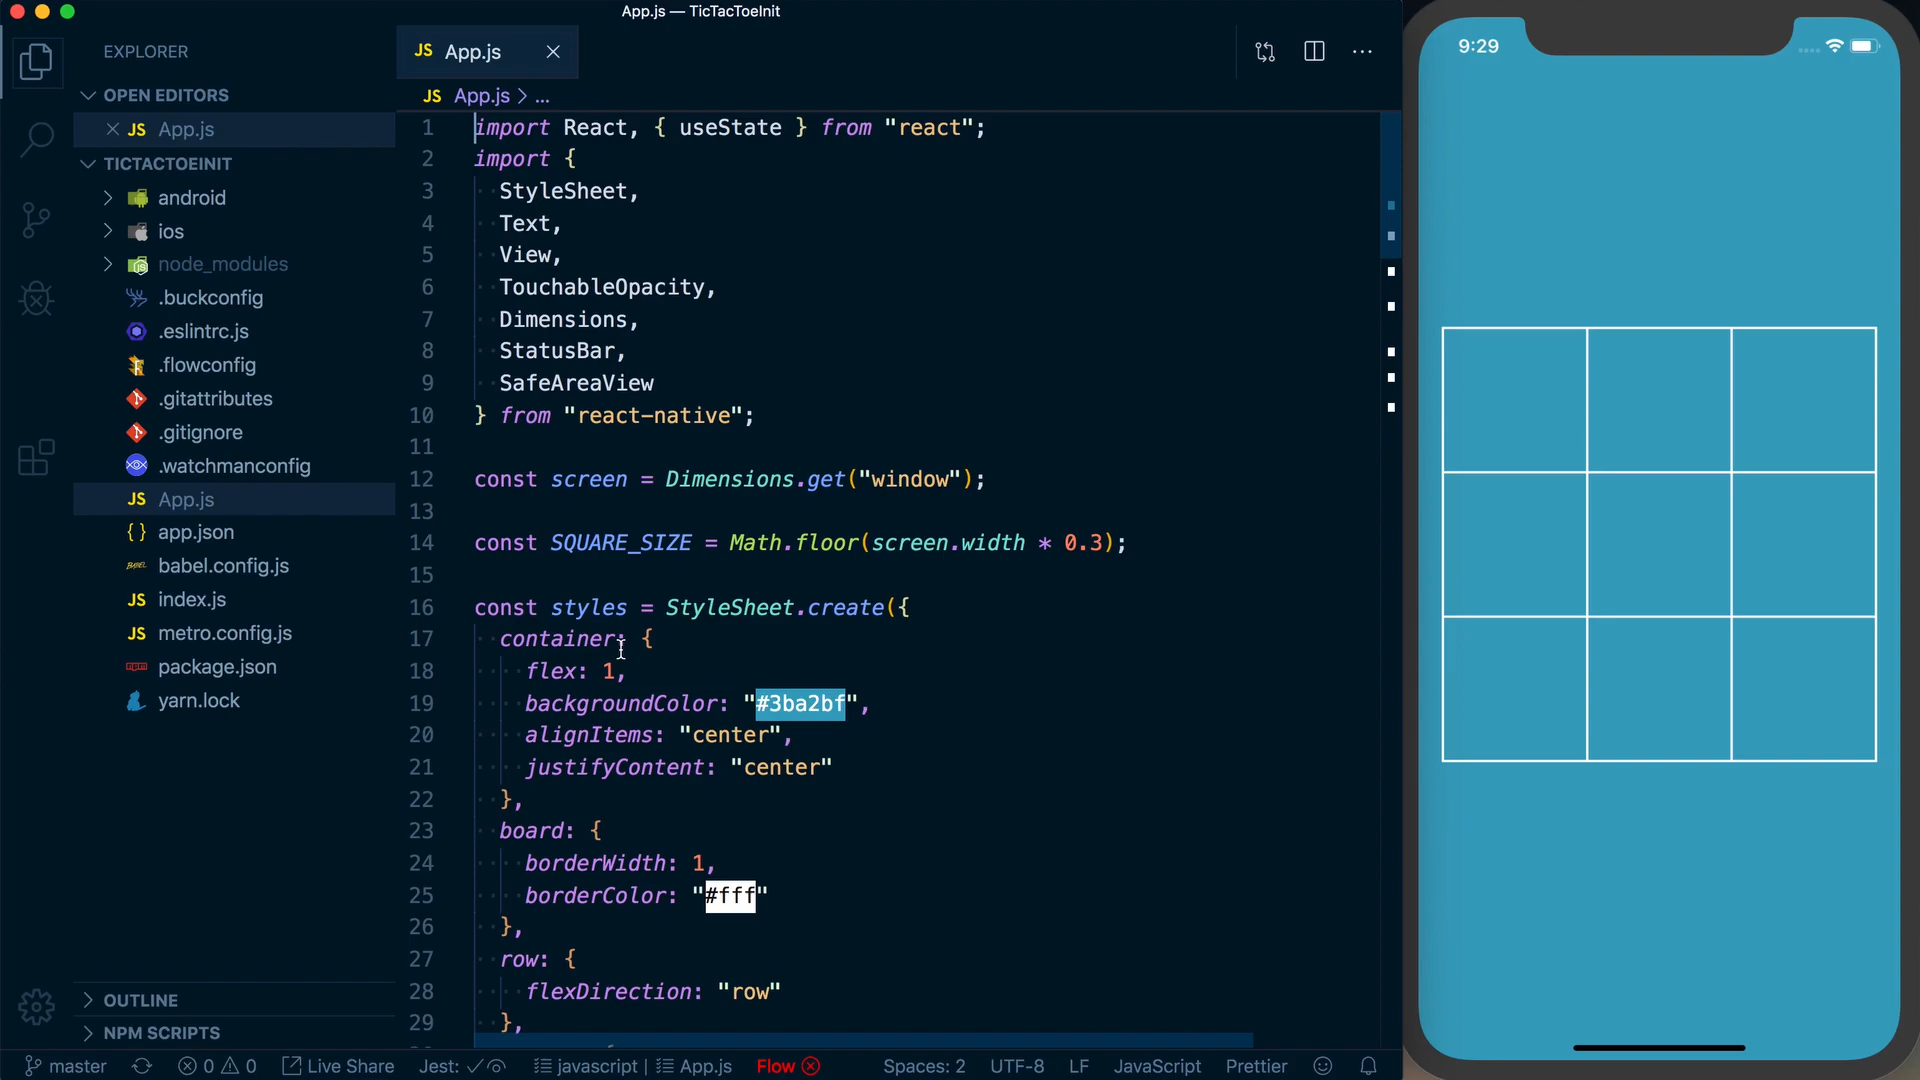 App.js — TicTacToeInit
EXPLORER
OPEN EDITORS
JS App.js
TICTACTOEINIT
android
ios
node_modules
.buckconfig
.eslintrc.js
.flowconfig
.gitattributes
.gitignore
.watchmanconfig
JS App.js
{ } app.json
BABEL babel.config.js
JS index.js
JS metro.config.js
package.json
yarn.lock
OUTLINE
NPM SCRIPTS
JS App.js
JS App.js > ...
1 import React, { useState } from "react";
2 import {
3 StyleSheet,
4 Text,
5 View,
6 TouchableOpacity,
7 Dimensions,
8 StatusBar,
9 SafeAreaView
10 } from "react-native";
11
12 const screen = Dimensions.get("window");
13
14 const SQUARE_SIZE = Math.floor(screen.width * 0.3);
15
16 const styles = StyleSheet.create({
17 container: {
18 flex: 1,
19 backgroundColor: "#3ba2bf",
20 alignItems: "center",
21 justifyContent: "center"
22 },
23 board: {
24 borderWidth: 1,
25 borderColor: "#fff"
26 },
27 row: {
28 flexDirection: "row"
29 },
9:29
master 0 0 Live Share Jest: javascript | App.js Flow Spaces: 2 UTF-8 LF JavaScript Prettier